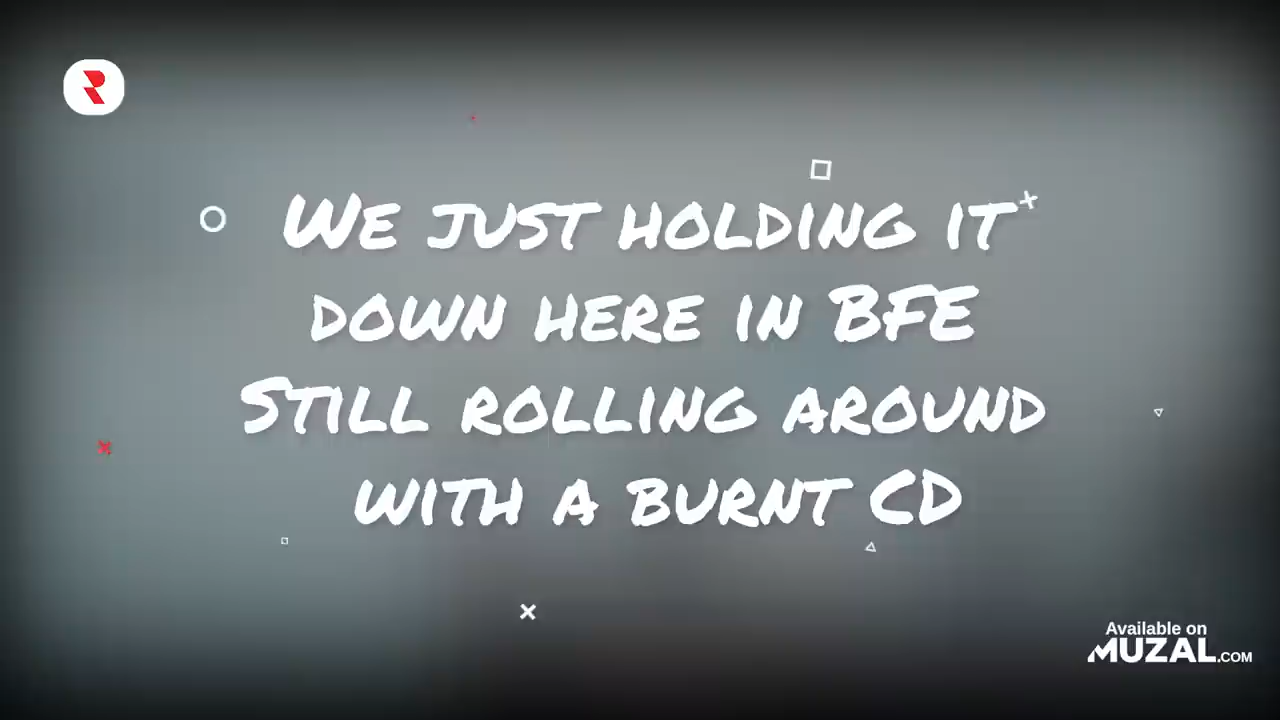 We just holding it
down here in BFE
Still rolling around
with a burnt CD
Available on
MUZAL.COM